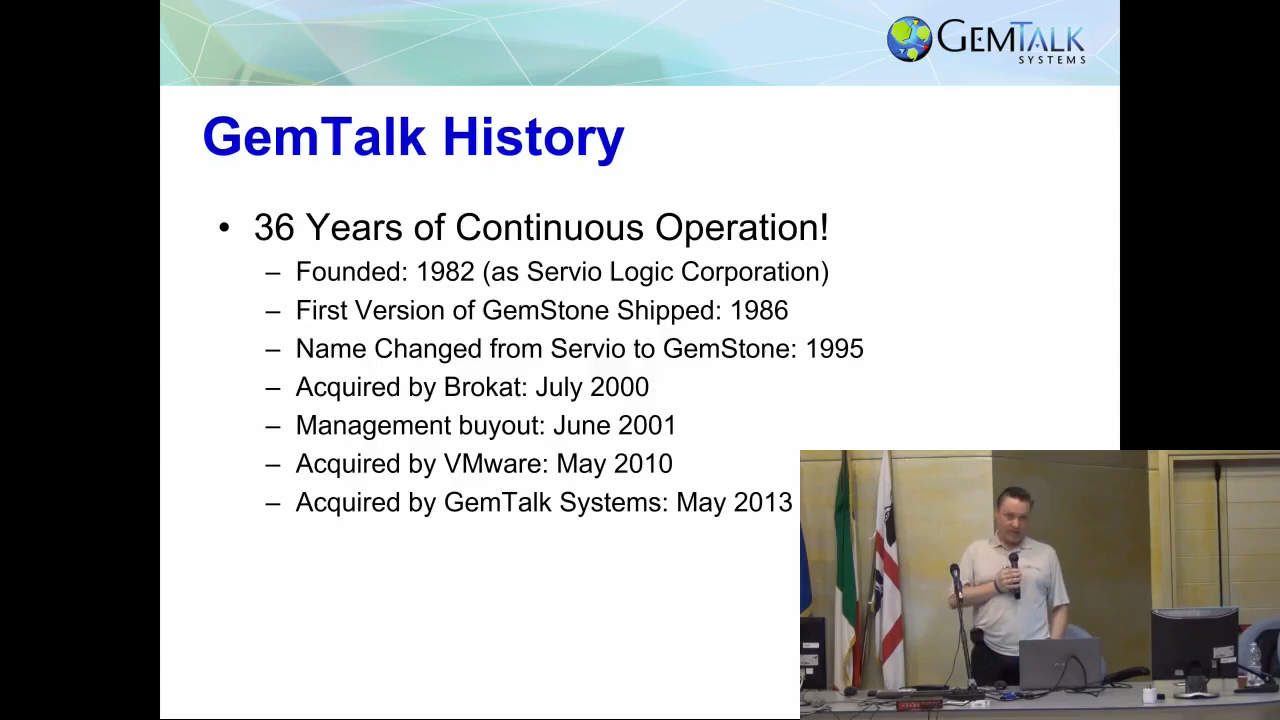 GEMTALK
SYSTEMS
GemTalk History
• 36 Years of Continuous Operation!
– Founded: 1982 (as Servio Logic Corporation)
– First Version of GemStone Shipped: 1986
– Name Changed from Servio to GemStone: 1995
– Acquired by Brokat: July 2000
– Management buyout: June 2001
– Acquired by VMware: May 2010
– Acquired by GemTalk Systems: May 2013